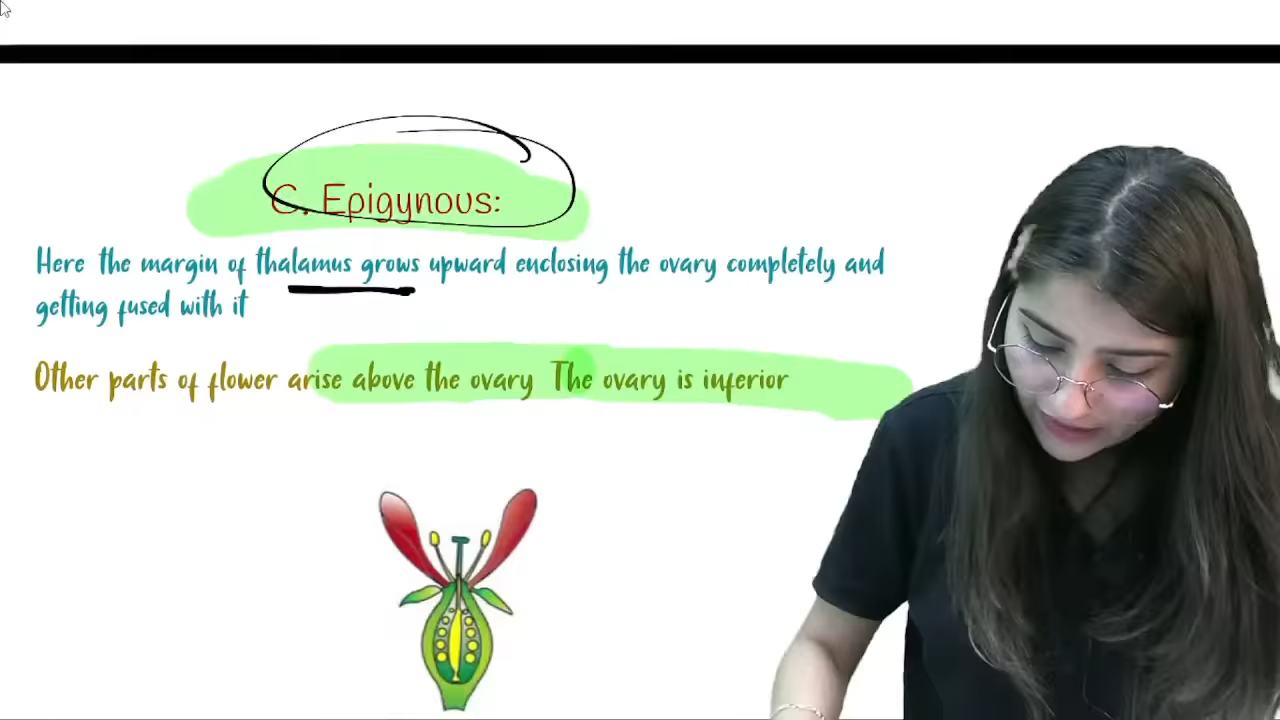 C. Epigynous:
Here the margin of thalamus grows upward enclosing the ovary completely and
getting fused with it
Other parts of flower arise above the ovary The ovary is inferior